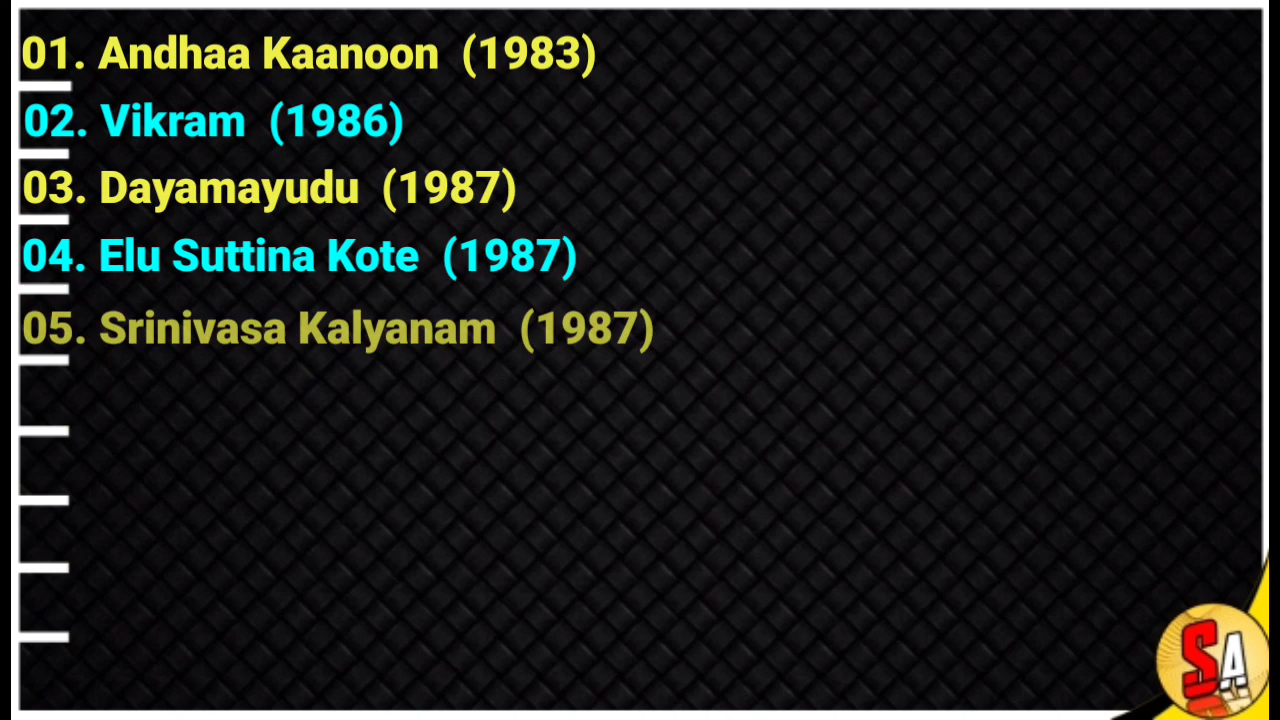 01. Andhaa Kaanoon (1983)
02. Vikram (1986)
03. Dayamayudu (1987)
04. Elu Suttina Kote (1987)
05. Srinivasa Kalyanam (1987)
SA